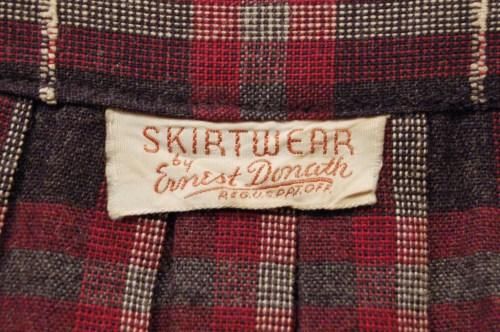 SKIRTWEAR
by
Ernest Donath
REG.U.S.PAT.OFF.